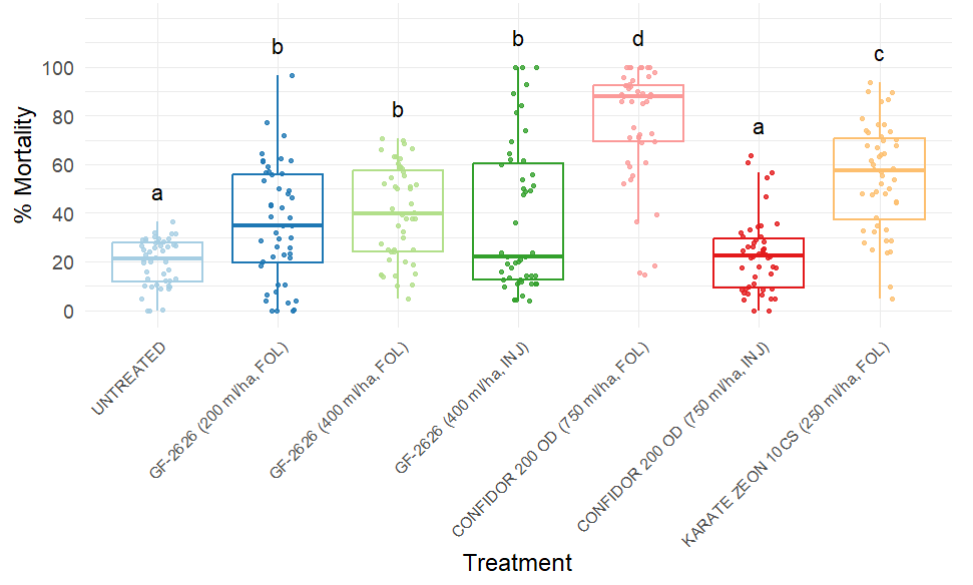 % Mortality
100
80
60
40
20
0
a
b
b
b
d
a
c
UNTREATED
GF-2626 (200 ml/ha, FOL)
GF-2626 (400 ml/ha, FOL)
GF-2626 (400 ml/ha, INJ)
CONFIDOR 200 OD (750 ml/ha, FOL)
CONFIDOR 200 OD (750 ml/ha, INJ)
KARATE ZEON 10CS (250 ml/ha, FOL)
Treatment